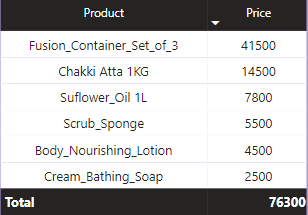 Product Price
Fusion_Container_Set_of_3 41500
Chakki Atta 1KG 14500
Suflower_Oil 1L 7800
Scrub_Sponge 5500
Body_Nourishing_Lotion 4500
Cream_Bathing_Soap 2500
Total 76300